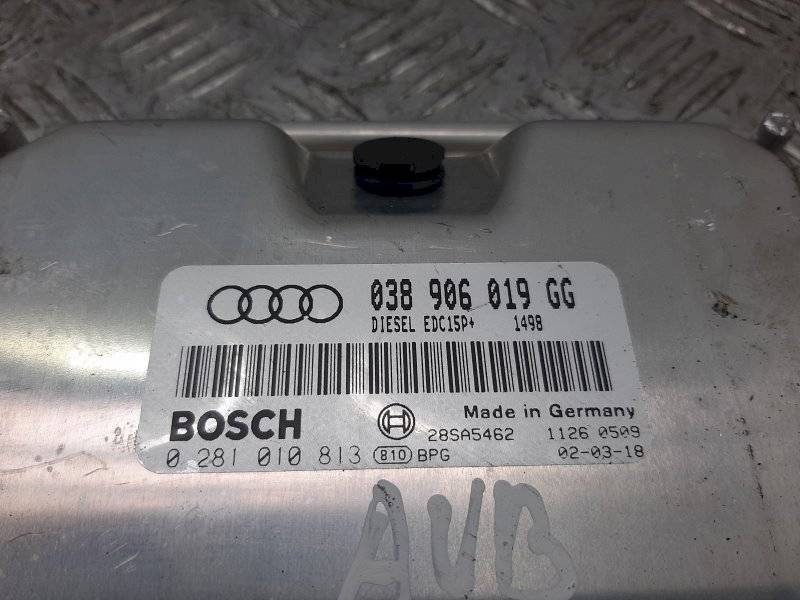 038 906 019 GG
DIESEL EDC15P+ 1498
BOSCH
Made in Germany
28SA5462 1126 0509
0 281 010 813 810 BPG 02-03-18
AVB